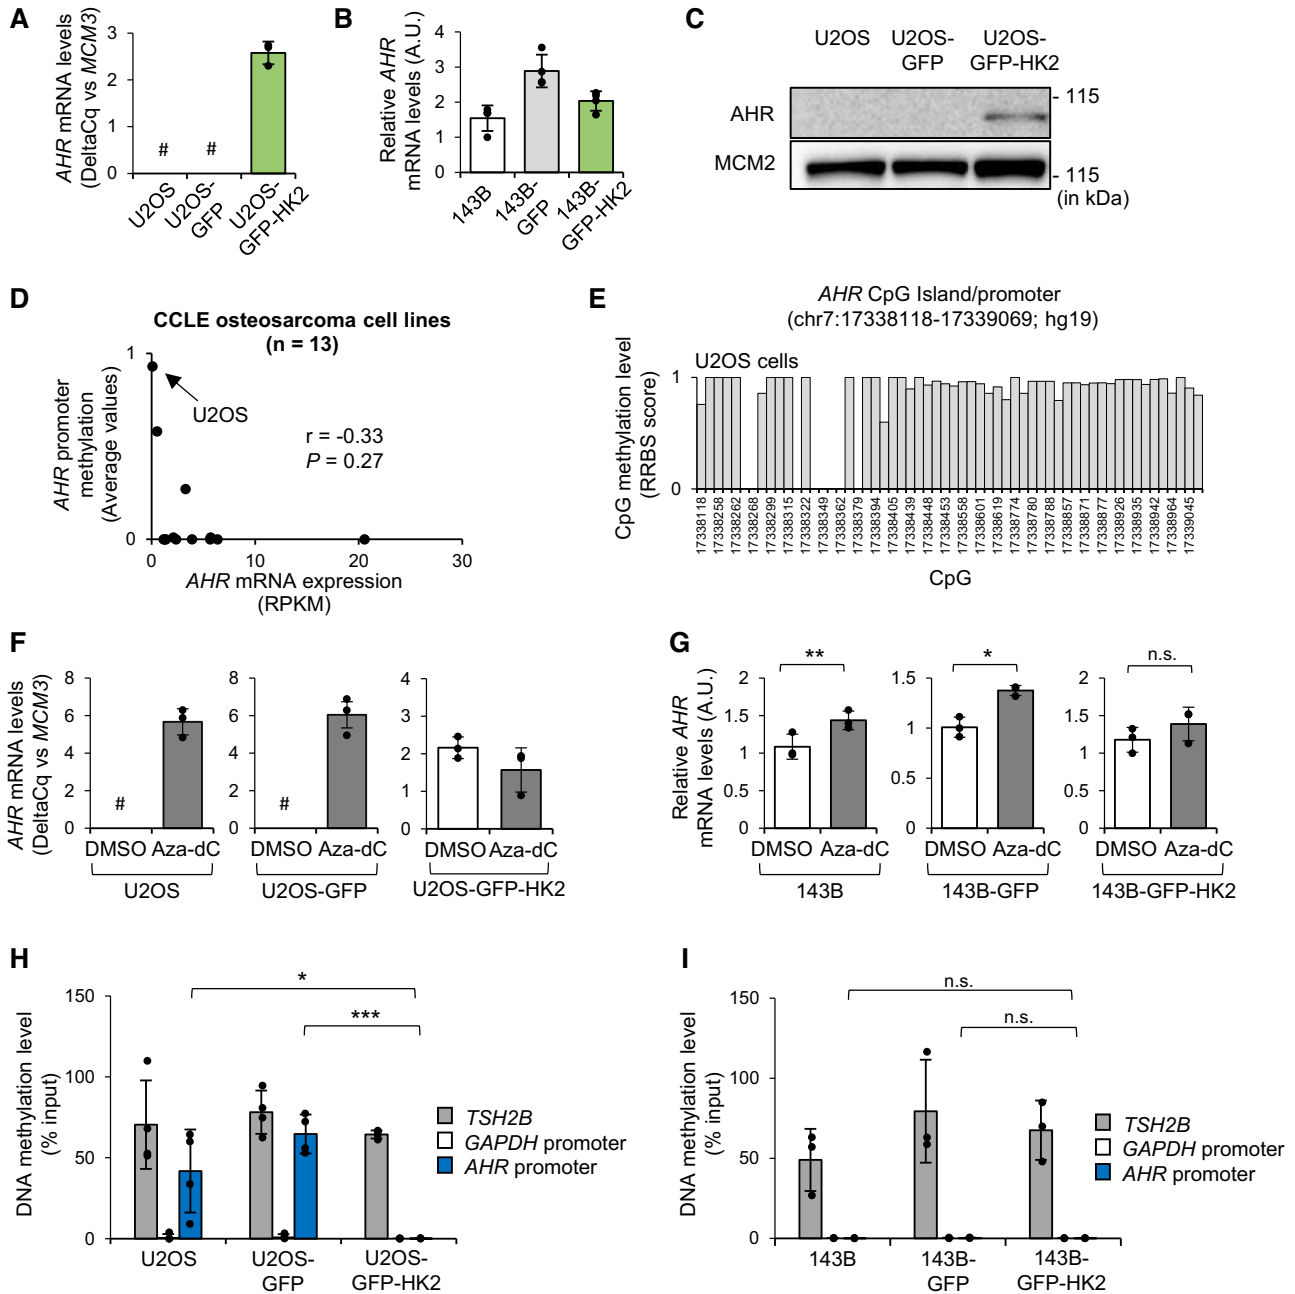 A
AHR mRNA levels
(DeltaCq vs MCM3)
3
2
1
0
#
#
U2OS
U2OS-
GFP
U2OS-
GFP-HK2
B
Relative AHR
mRNA levels (A.U.)
4
3
2
1
0
143B
143B-
GFP
143B-
GFP-HK2
C
U2OS
U2OS-
GFP
U2OS-
GFP-HK2
AHR
- 115
MCM2
- 115
(in kDa)
D
CCLE osteosarcoma cell lines
(n = 13)
AHR promoter
methylation
(Average values)
1
0
U2OS
r = -0.33
P = 0.27
0
10
20
30
AHR mRNA expression
(RPKM)
E
AHR CpG Island/promoter
(chr7:17338118-17339069; hg19)
U2OS cells
CpG methylation level
(RRBS score)
1
0
17338118
17338258
17338262
17338268
17338299
17338315
17338322
17338349
17338362
17338379
17338394
17338405
17338439
17338448
17338453
17338558
17338601
17338619
17338774
17338780
17338788
17338857
17338871
17338877
17338926
17338935
17338942
17338964
17339045
CpG
F
AHR mRNA levels
(DeltaCq vs MCM3)
8
6
4
2
0
#
DMSO Aza-dC
U2OS
8
6
4
2
0
#
DMSO Aza-dC
U2OS-GFP
4
3
2
1
0
DMSO Aza-dC
U2OS-GFP-HK2
G
Relative AHR
mRNA levels (A.U.)
2
1.5
1
0.5
0
**
DMSO Aza-dC
143B
1.5
1
0.5
0
*
DMSO Aza-dC
143B-GFP
2
1.5
1
0.5
0
n.s.
DMSO Aza-dC
143B-GFP-HK2
H
DNA methylation level
(% input)
150
100
50
0
*
***
U2OS
U2OS-
GFP
U2OS-
GFP-HK2
TSH2B
GAPDH promoter
AHR promoter
I
DNA methylation level
(% input)
150
100
50
0
n.s.
n.s.
143B
143B-
GFP
143B-
GFP-HK2
TSH2B
GAPDH promoter
AHR promoter